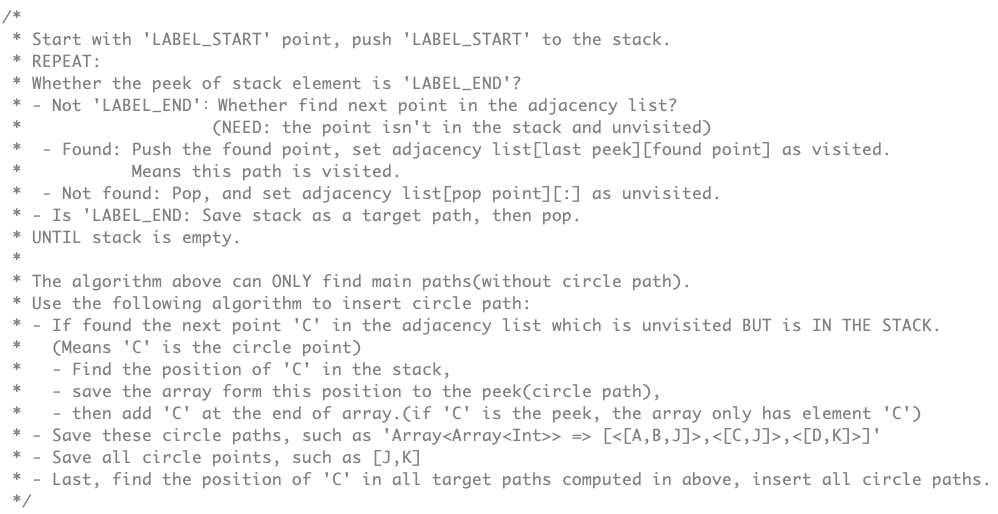 /*
 * Start with 'LABEL_START' point, push 'LABEL_START' to the stack.
 * REPEAT:
 * Whether the peek of stack element is 'LABEL_END'?
 * - Not 'LABEL_END': Whether find next point in the adjacency list?
 *                   (NEED: the point isn't in the stack and unvisited)
 *  - Found: Push the found point, set adjacency list[last peek][found point] as visited.
 *           Means this path is visited.
 *  - Not found: Pop, and set adjacency list[pop point][:] as unvisited.
 * - Is 'LABEL_END: Save stack as a target path, then pop.
 * UNTIL stack is empty.
 *
 * The algorithm above can ONLY find main paths(without circle path).
 * Use the following algorithm to insert circle path:
 * - If found the next point 'C' in the adjacency list which is unvisited BUT is IN THE STACK.
 *   (Means 'C' is the circle point)
 *   - Find the position of 'C' in the stack,
 *   - save the array form this position to the peek(circle path),
 *   - then add 'C' at the end of array.(if 'C' is the peek, the array only has element 'C')
 * - Save these circle paths, such as 'Array<Array<Int>> => [<[A,B,J]>,<[C,J]>,<[D,K]>]'
 * - Save all circle points, such as [J,K]
 * - Last, find the position of 'C' in all target paths computed in above, insert all circle paths.
 */